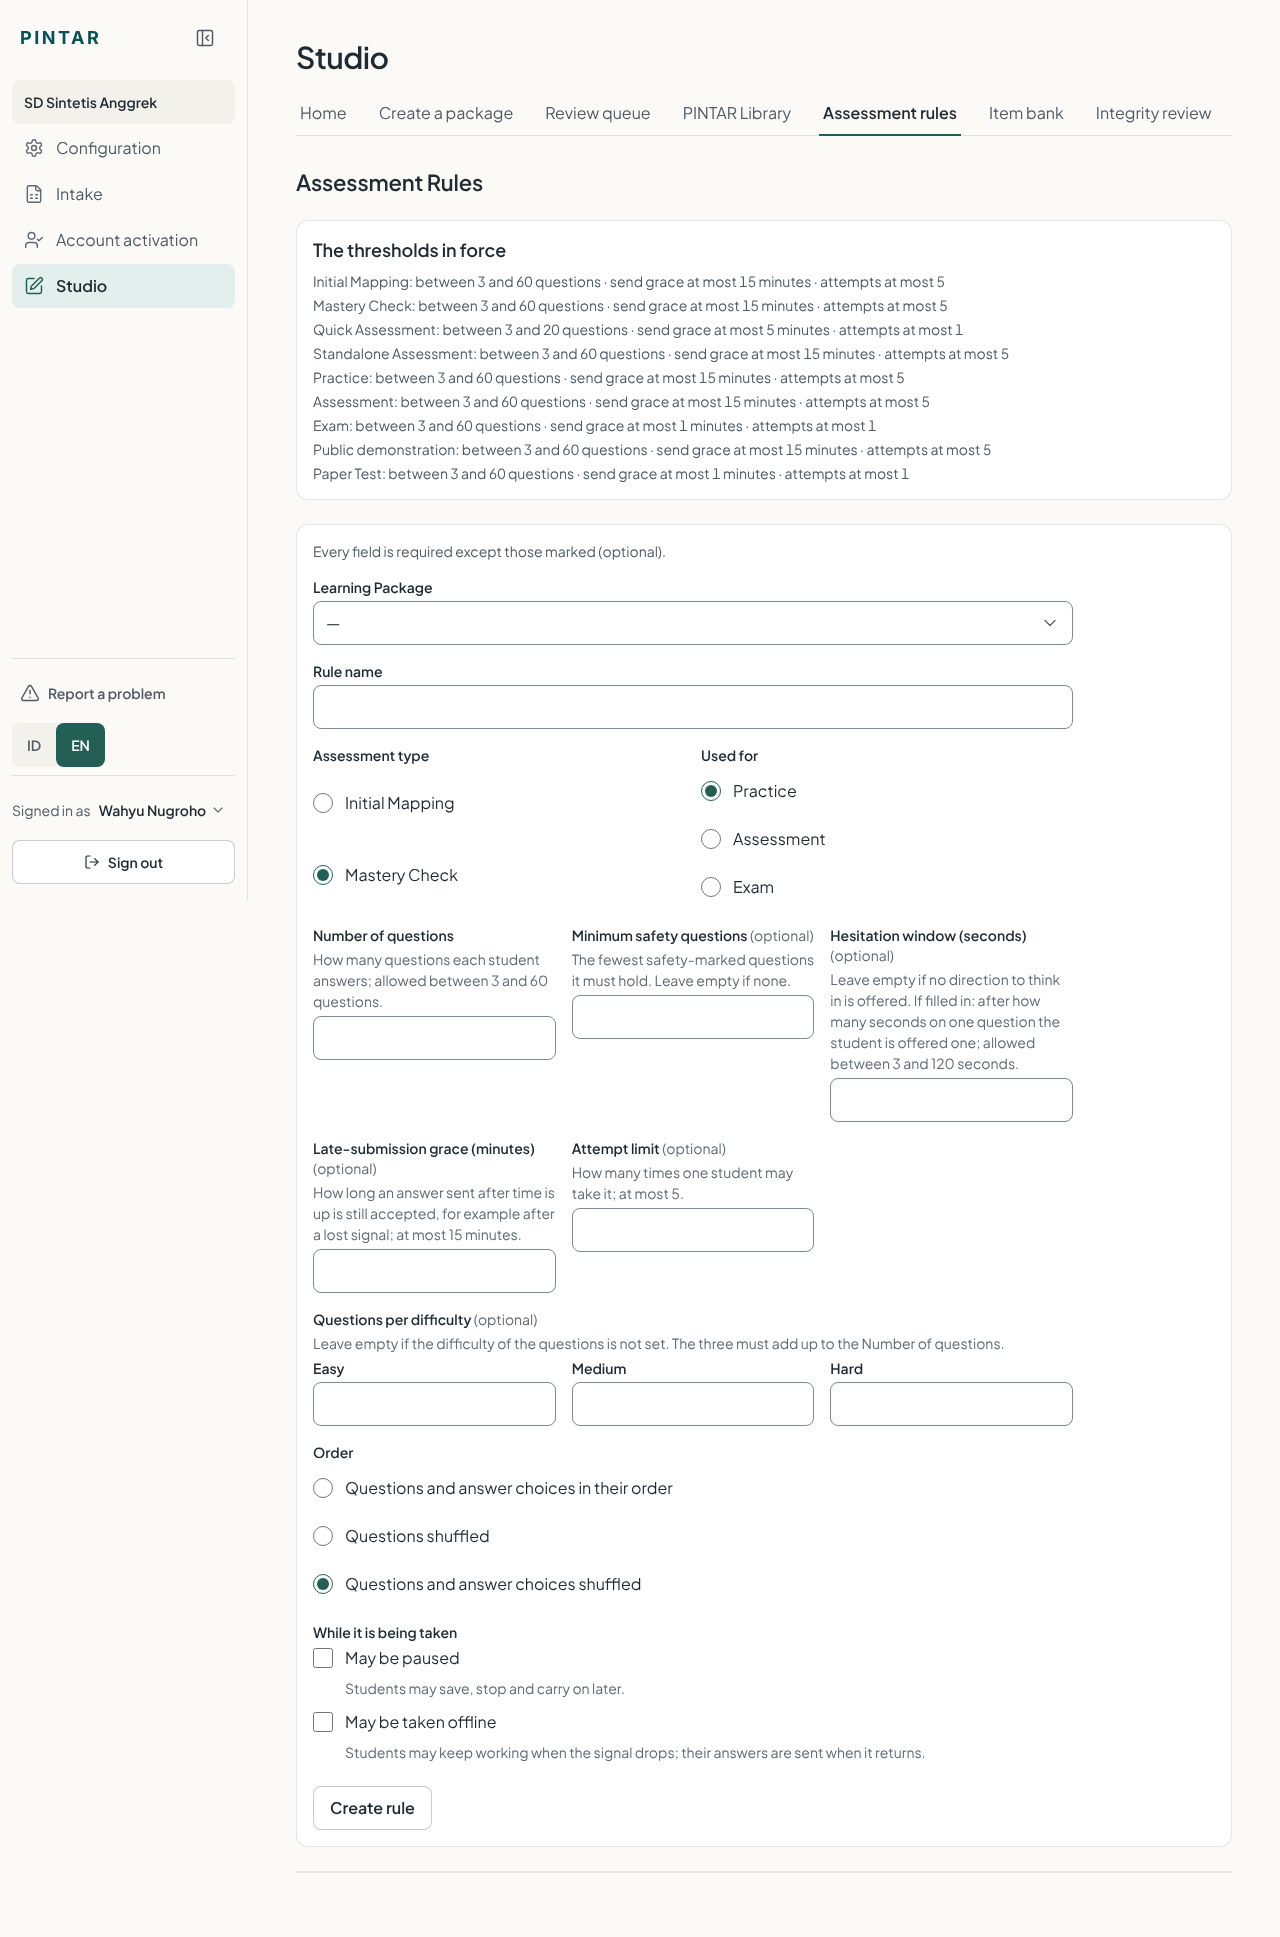 PINTAR
SD Sintetis Anggrek
Configuration
Intake
Account activation
Studio
Report a problem
ID EN
Signed in as Wahyu Nugroho
Sign out
Studio
Home Create a package Review queue PINTAR Library Assessment rules Item bank Integrity review
Assessment Rules
The thresholds in force
Initial Mapping: between 3 and 60 questions · send grace at most 15 minutes · attempts at most 5
Mastery Check: between 3 and 60 questions · send grace at most 15 minutes · attempts at most 5
Quick Assessment: between 3 and 20 questions · send grace at most 5 minutes · attempts at most 1
Standalone Assessment: between 3 and 60 questions · send grace at most 15 minutes · attempts at most 5
Practice: between 3 and 60 questions · send grace at most 15 minutes · attempts at most 5
Assessment: between 3 and 60 questions · send grace at most 15 minutes · attempts at most 5
Exam: between 3 and 60 questions · send grace at most 1 minutes · attempts at most 1
Public demonstration: between 3 and 60 questions · send grace at most 15 minutes · attempts at most 5
Paper Test: between 3 and 60 questions · send grace at most 1 minutes · attempts at most 1
Every field is required except those marked (optional).
Learning Package
—
Rule name
Assessment type
Initial Mapping
Mastery Check
Used for
Practice
Assessment
Exam
Number of questions
How many questions each student
answers; allowed between 3 and 60
questions.
Minimum safety questions (optional)
The fewest safety-marked questions
it must hold. Leave empty if none.
Hesitation window (seconds)
(optional)
Leave empty if no direction to think
in is offered. If filled in: after how
many seconds on one question the
student is offered one; allowed
between 3 and 120 seconds.
Late-submission grace (minutes)
(optional)
How long an answer sent after time is
up is still accepted, for example after
a lost signal; at most 15 minutes.
Attempt limit (optional)
How many times one student may
take it; at most 5.
Questions per difficulty (optional)
Leave empty if the difficulty of the questions is not set. The three must add up to the Number of questions.
Easy Medium Hard
Order
Questions and answer choices in their order
Questions shuffled
Questions and answer choices shuffled
While it is being taken
May be paused
Students may save, stop and carry on later.
May be taken offline
Students may keep working when the signal drops; their answers are sent when it returns.
Create rule